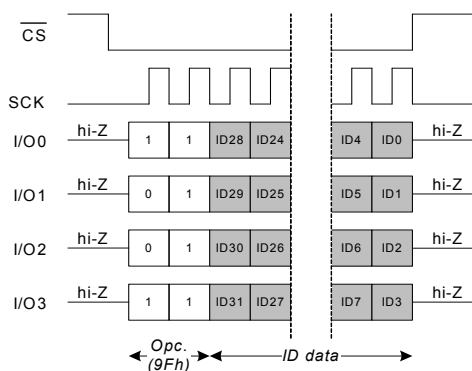 CS
SCK
hi-Z
I/O0 1 1 ID28 ID24 ID4 ID0 hi-Z
hi-Z
I/O1 0 1 ID29 ID25 ID5 ID1 hi-Z
hi-Z
I/O2 0 1 ID30 ID26 ID6 ID2 hi-Z
hi-Z
I/O3 1 1 ID31 ID27 ID7 ID3 hi-Z
Opc.
(9Fh)
ID data